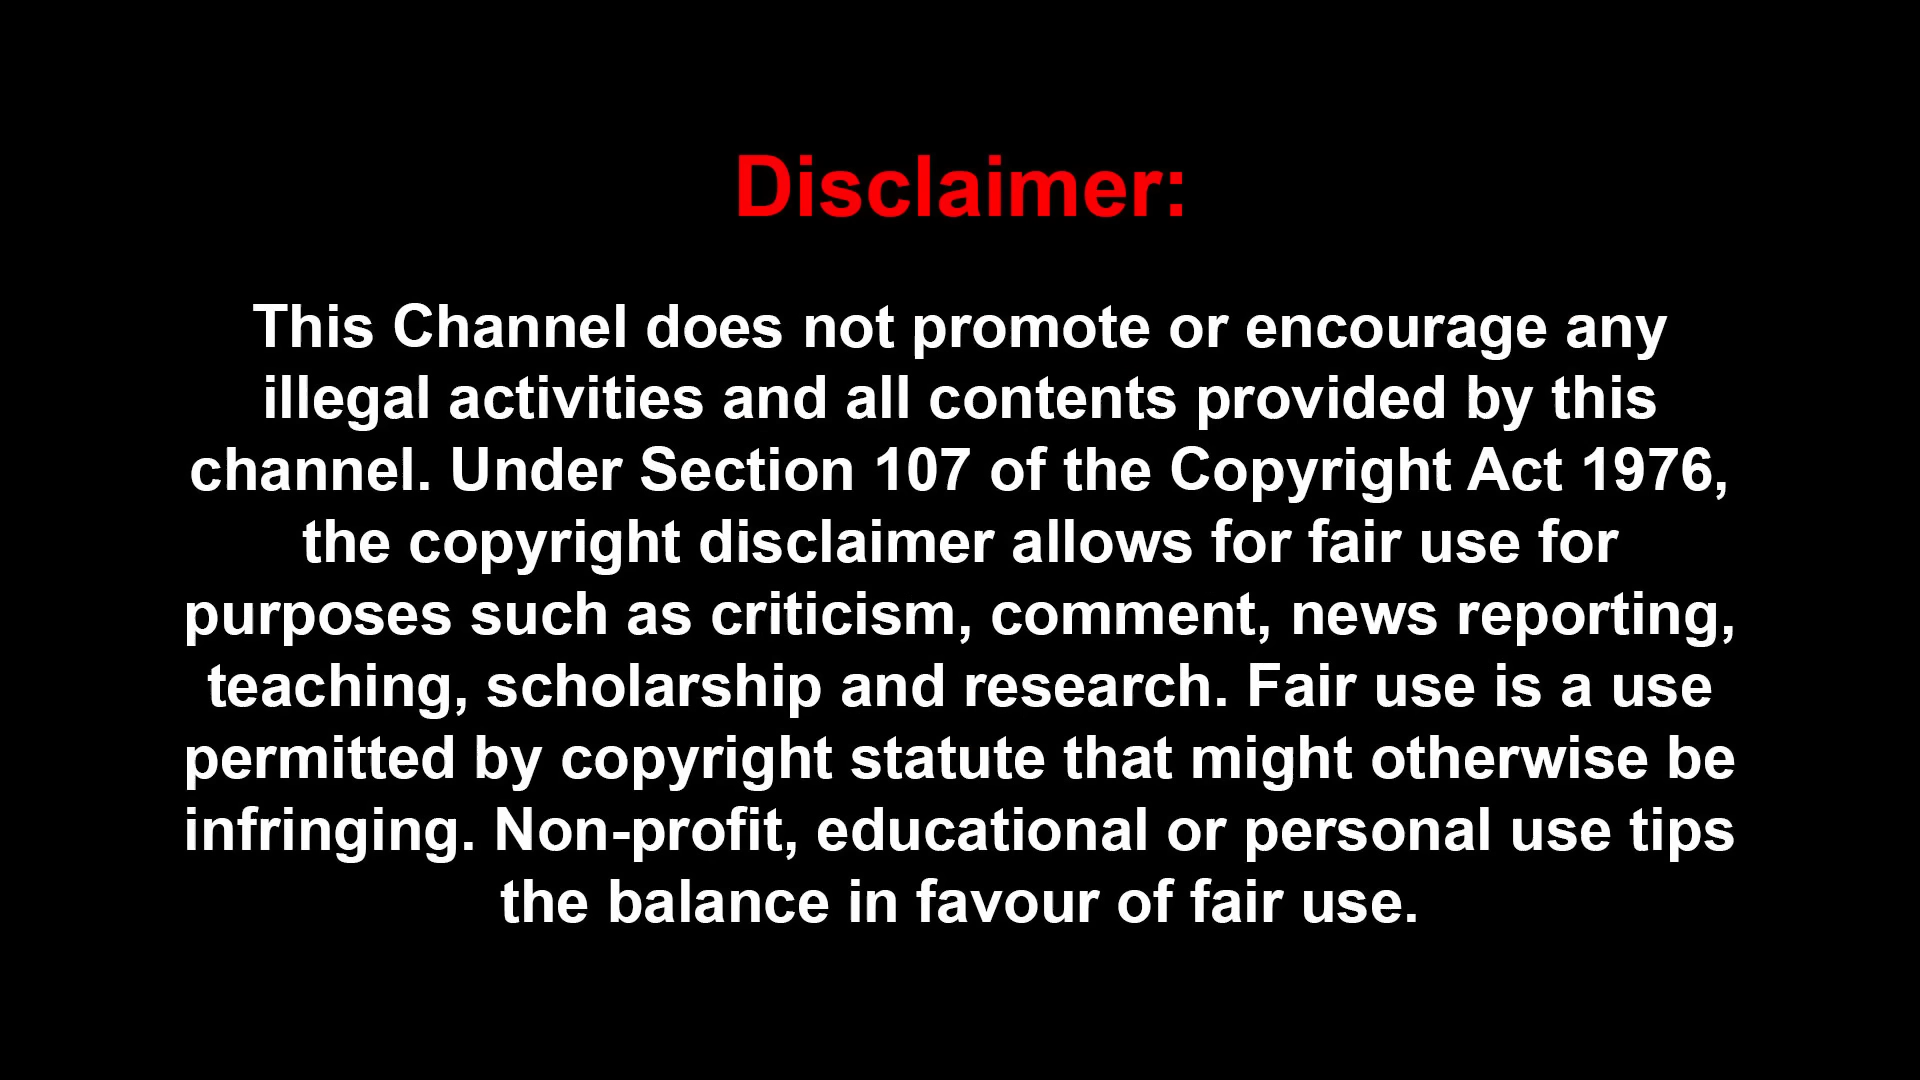 Disclaimer:
This Channel does not promote or encourage any
illegal activities and all contents provided by this
channel. Under Section 107 of the Copyright Act 1976,
the copyright disclaimer allows for fair use for
purposes such as criticism, comment, news reporting,
teaching, scholarship and research. Fair use is a use
permitted by copyright statute that might otherwise be
infringing. Non-profit, educational or personal use tips
the balance in favour of fair use.